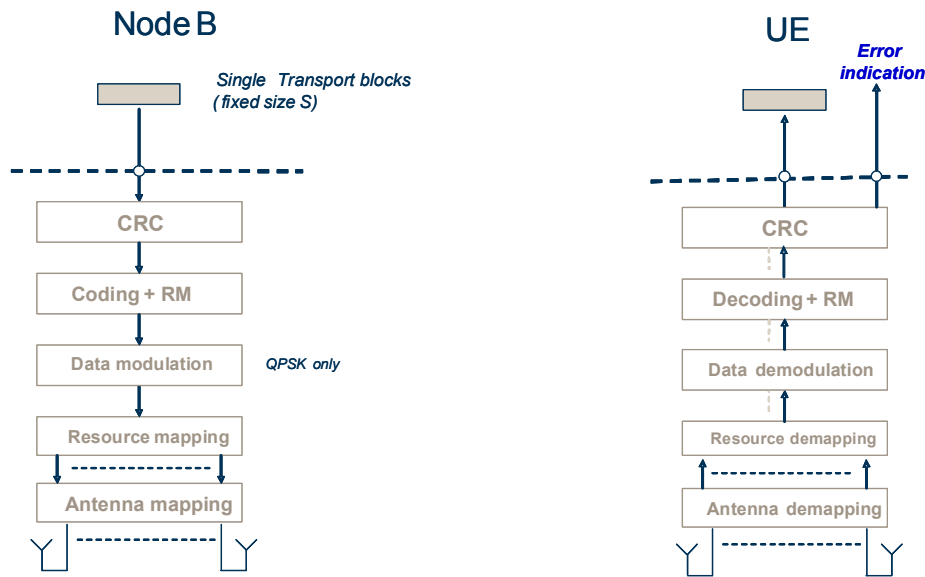 Node B
Single Transport blocks
(fixed size S)
CRC
Coding + RM
Data modulation
QPSK only
Resource mapping
Antenna mapping
UE
Error
indication
CRC
Decoding + RM
Data demodulation
Resource demapping
Antenna demapping